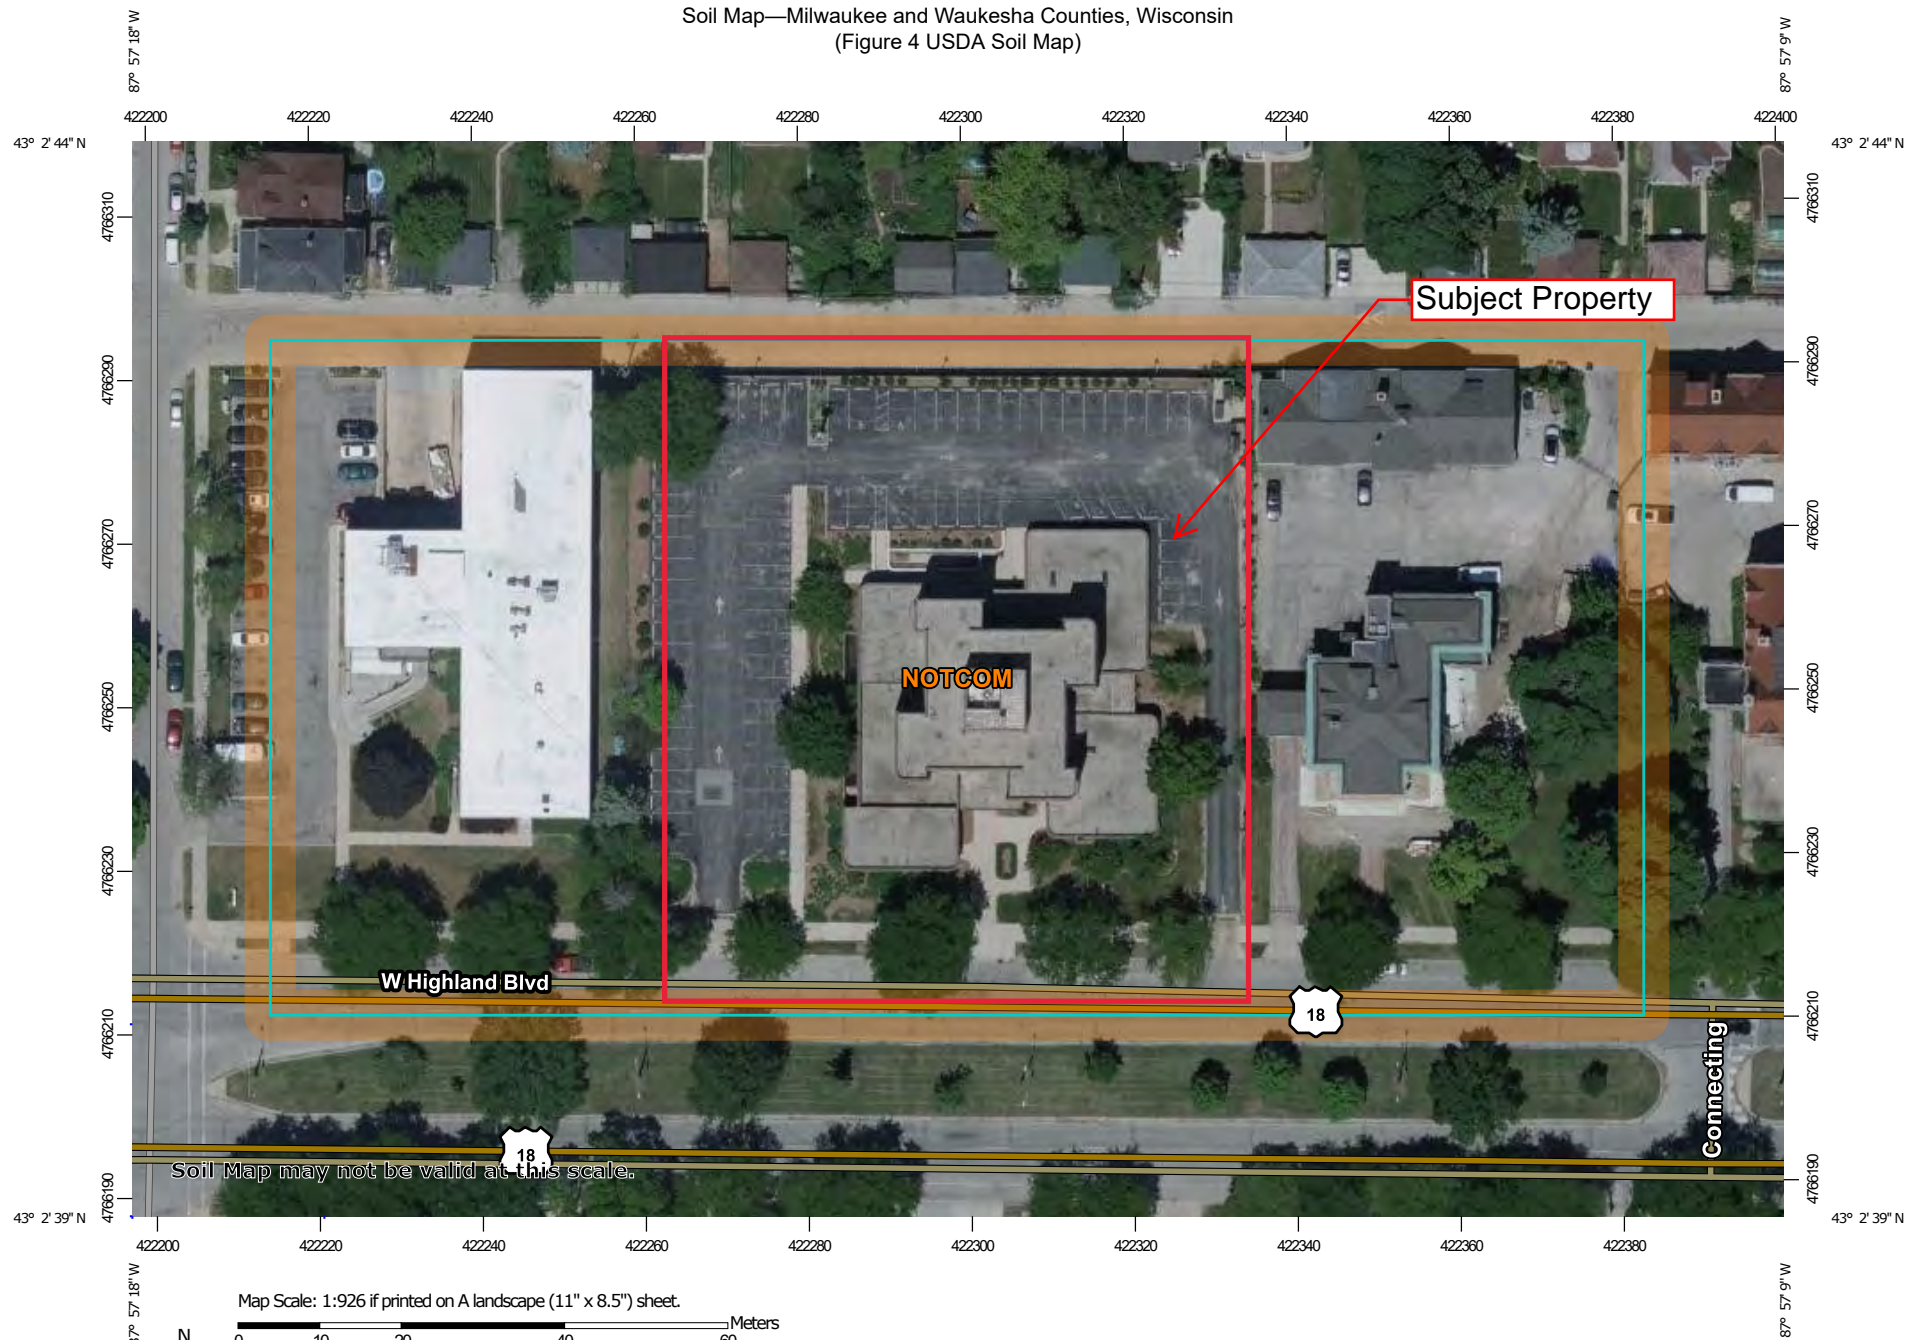 Soil Map—Milwaukee and Waukesha Counties, Wisconsin
(Figure 4 USDA Soil Map)
87° 57' 18" W
87° 57' 9" W
422200 422220 422240 422260 422280 422300 422320 422340 422360 422380 422400
43° 2' 44" N
43° 2' 44" N
4766310
4766290
4766270
4766250
4766230
4766210
4766190
4766310
4766290
4766270
4766250
4766230
4766210
4766190
Subject Property
NOTCOM
W Highland Blvd
18
Connecting
18
Soil Map may not be valid at this scale.
43° 2' 39" N
43° 2' 39" N
422200 422220 422240 422260 422280 422300 422320 422340 422360 422380
87° 57' 18" W
87° 57' 9" W
Map Scale: 1:926 if printed on A landscape (11" x 8.5") sheet.
Meters
N
0 10 20 40 60